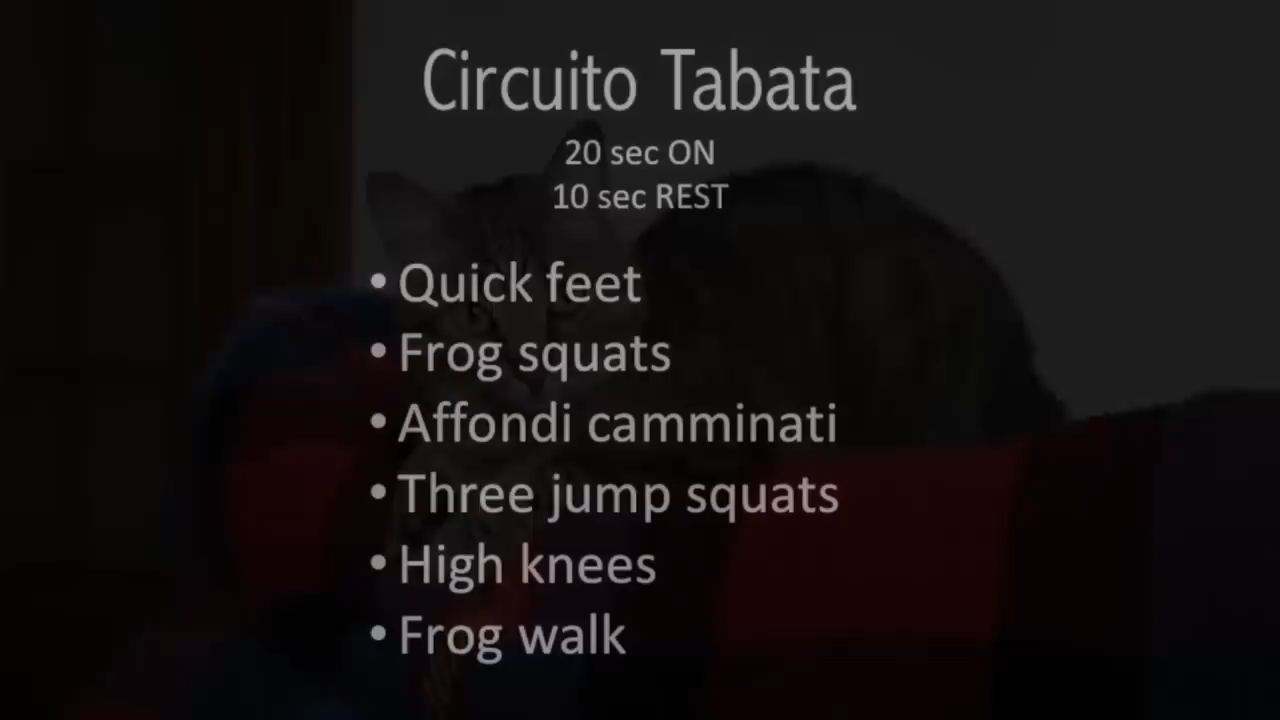 Circuito Tabata
20 sec ON
10 sec REST
• Quick feet
• Frog squats
• Affondi camminati
• Three jump squats
• High knees
• Frog walk